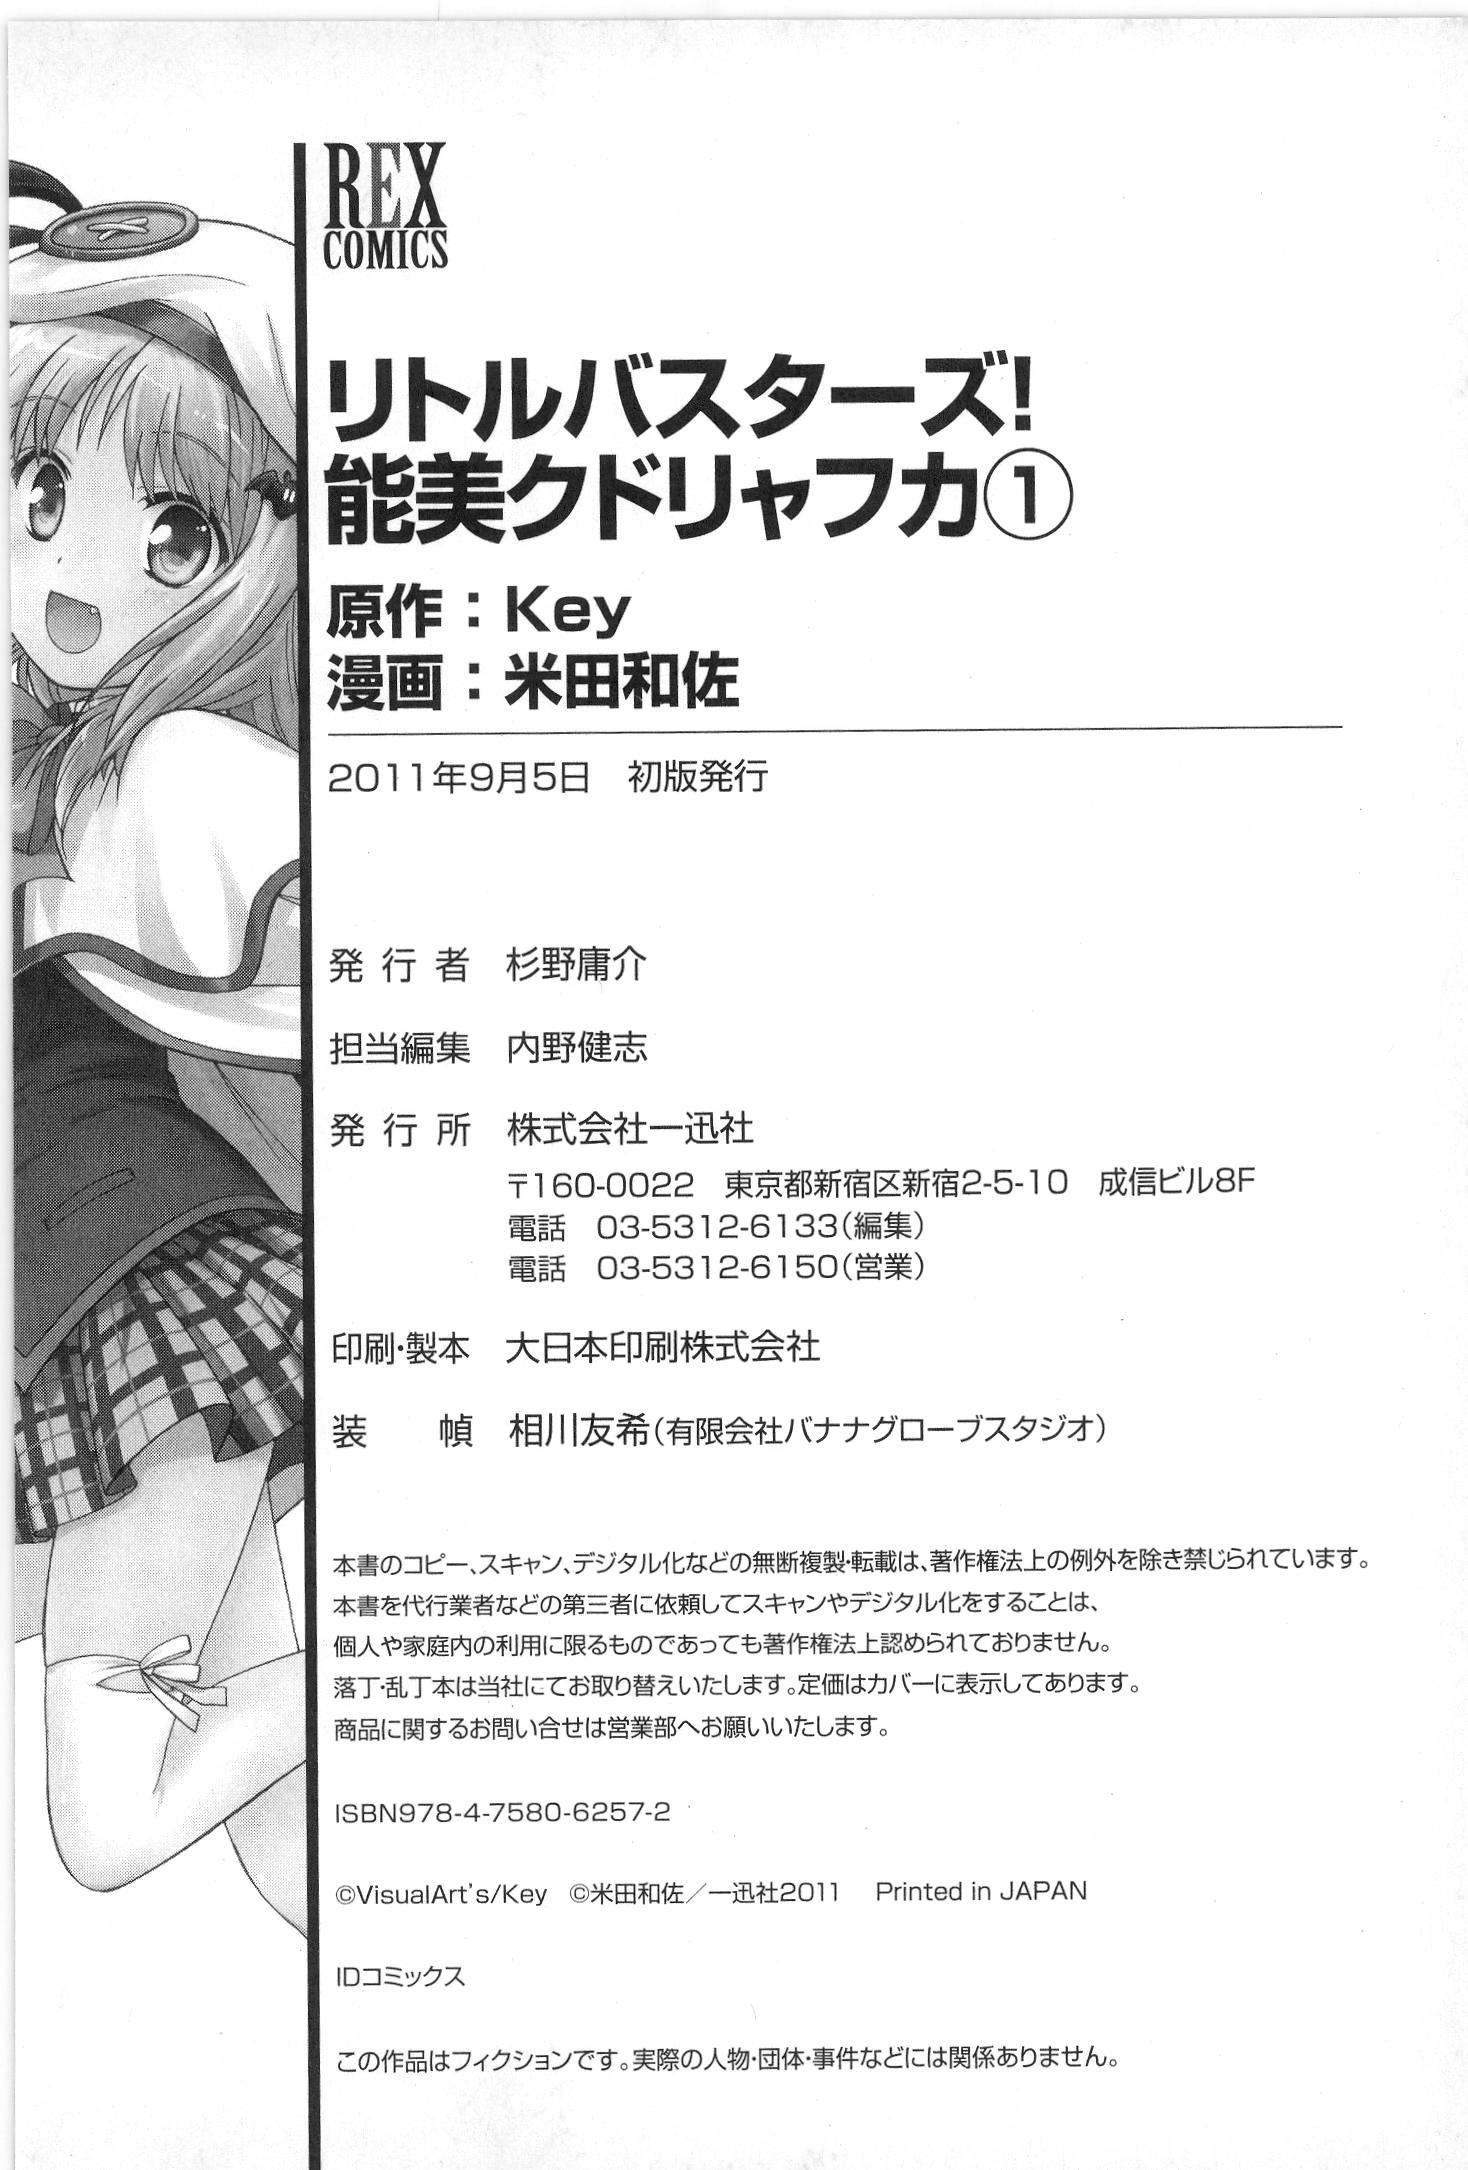 REX
COMICS
リトルバスターズ!
能美クドリャフカ①
原作：Key
漫画：米田和佐
2011年9月5日　初版発行
発行者　杉野庸介
担当編集　内野健志
発行所　株式会社一迅社
〒160-0022　東京都新宿区新宿2-5-10　成信ビル8F
電話　03-5312-6133（編集）
電話　03-5312-6150（営業）
印刷・製本　大日本印刷株式会社
装幀　相川友希（有限会社バナナグローブスタジオ）
本書のコピー、スキャン、デジタル化などの無断複製・転載は、著作権法上の例外を除き禁じられています。
本書を代行業者などの第三者に依頼してスキャンやデジタル化をすることは、
個人や家庭内の利用に限るものであっても著作権法上認められておりません。
落丁・乱丁本は当社にてお取り替えいたします。定価はカバーに表示してあります。
商品に関するお問い合せは営業部へお願いいたします。
ISBN978-4-7580-6257-2
©VisualArt's/Key　©米田和佐／一迅社2011　Printed in JAPAN
IDコミックス
この作品はフィクションです。実際の人物・団体・事件などには関係ありません。